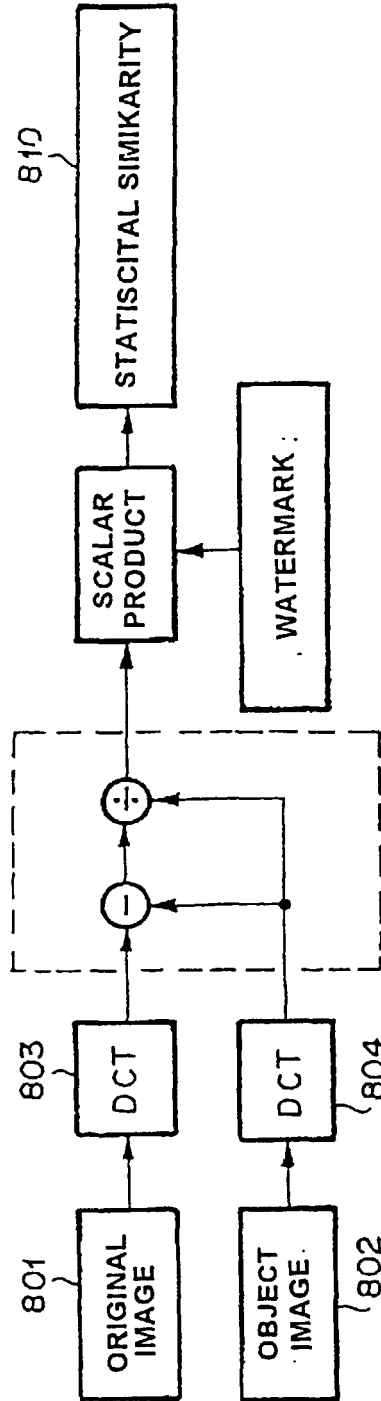 801
ORIGINAL
IMAGE
803
DCT
−
÷
SCALAR
PRODUCT
810
STATISCITAL SIMIKARITY
802
OBJECT
IMAGE.
804
DCT
. WATERMARK :